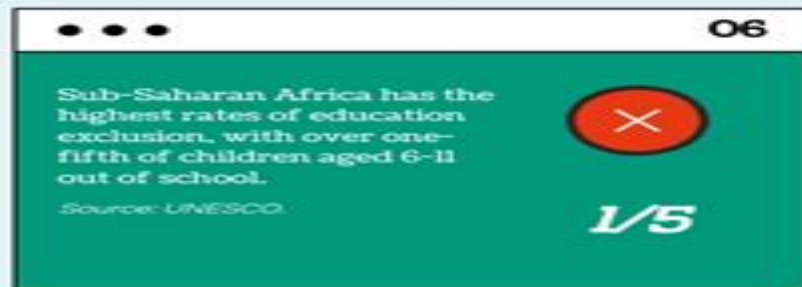 06
Sub-Saharan Africa has the
highest rates of education
exclusion, with over one-
fifth of children aged 6-11
out of school.
Source: UNESCO.
1/5